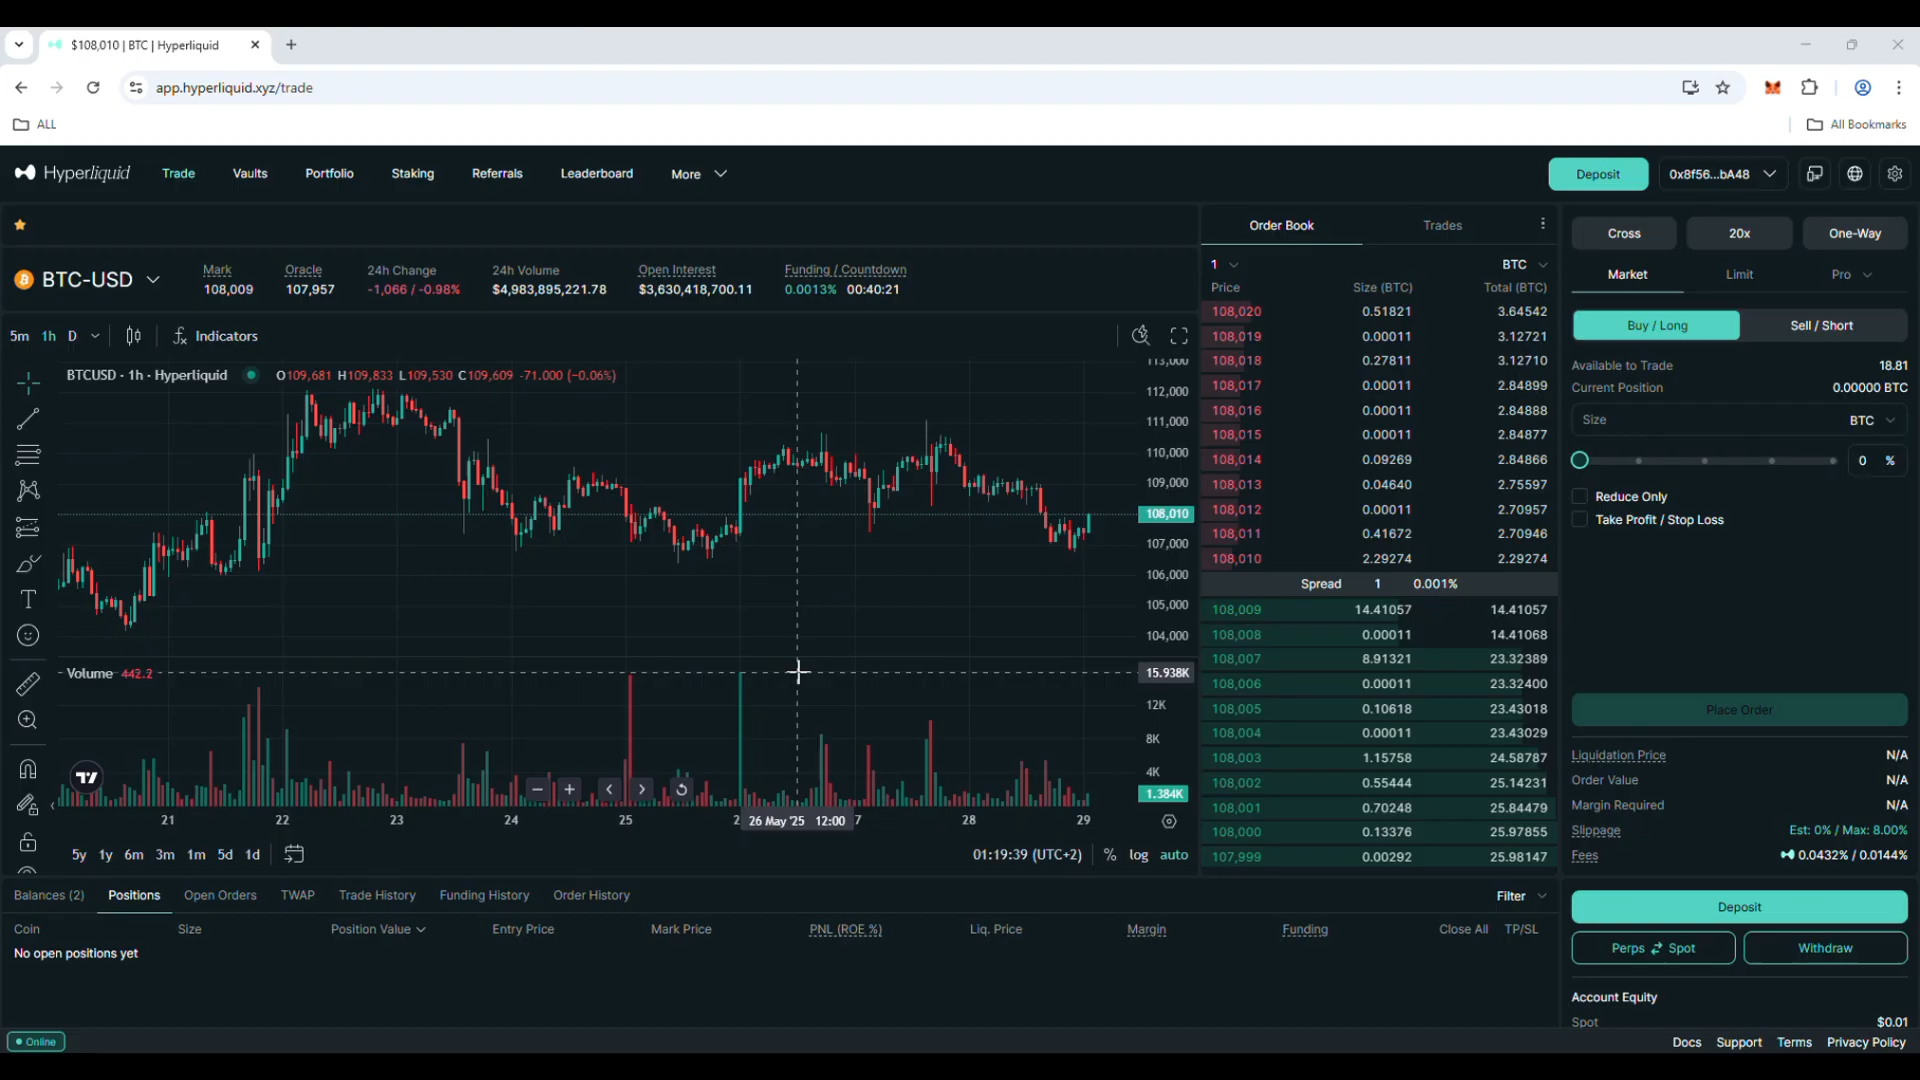 $108,010 | BTC | Hyperliquid
app.hyperliquid.xyz/trade
ALL
All Bookmarks
Hyperliquid
Trade
Vaults
Portfolio
Staking
Referrals
Leaderboard
More
Deposit
0x8f56...bA48
BTC-USD
Mark
108,009
Oracle
107,957
24h Change
-1,066 / -0.98%
24h Volume
$4,983,895,221.78
Open Interest
$3,630,418,700.11
Funding / Countdown
0.0013% 00:40:21
5m 1h D
Indicators
BTCUSD · 1h · Hyperliquid O109,681 H109,833 L109,530 C109,609 -71.000 (−0.06%)
113,000
112,000
111,000
110,000
109,000
108,010
107,000
106,000
105,000
104,000
Volume 442.2
15.938K
12K
8K
4K
1.384K
21 22 23 24 25 2 26 May '25 12:00 7 28 29
5y 1y 6m 3m 1m 5d 1d
01:19:39 (UTC+2) % log auto
Order Book
Trades
1
BTC
Price Size (BTC) Total (BTC)
108,020 0.51821 3.64542
108,019 0.00011 3.12721
108,018 0.27811 3.12710
108,017 0.00011 2.84899
108,016 0.00011 2.84888
108,015 0.00011 2.84877
108,014 0.09269 2.84866
108,013 0.04640 2.75597
108,012 0.00011 2.70957
108,011 0.41672 2.70946
108,010 2.29274 2.29274
Spread 1 0.001%
108,009 14.41057 14.41057
108,008 0.00011 14.41068
108,007 8.91321 23.32389
108,006 0.00011 23.32400
108,005 0.10618 23.43018
108,004 0.00011 23.43029
108,003 1.15758 24.58787
108,002 0.55444 25.14231
108,001 0.70248 25.84479
108,000 0.13376 25.97855
107,999 0.00292 25.98147
Cross
20x
One-Way
Market
Limit
Pro
Buy / Long
Sell / Short
Available to Trade 18.81
Current Position 0.00000 BTC
Size BTC
0 %
Reduce Only
Take Profit / Stop Loss
Place Order
Liquidation Price N/A
Order Value N/A
Margin Required N/A
Slippage Est: 0% / Max: 8.00%
Fees 0.0432% / 0.0144%
Balances (2)
Positions
Open Orders
TWAP
Trade History
Funding History
Order History
Filter
Coin Size Position Value Entry Price Mark Price PNL (ROE %) Liq. Price Margin Funding Close All TP/SL
No open positions yet
Deposit
Perps Spot
Withdraw
Account Equity
Spot $0.01
Online
Docs Support Terms Privacy Policy